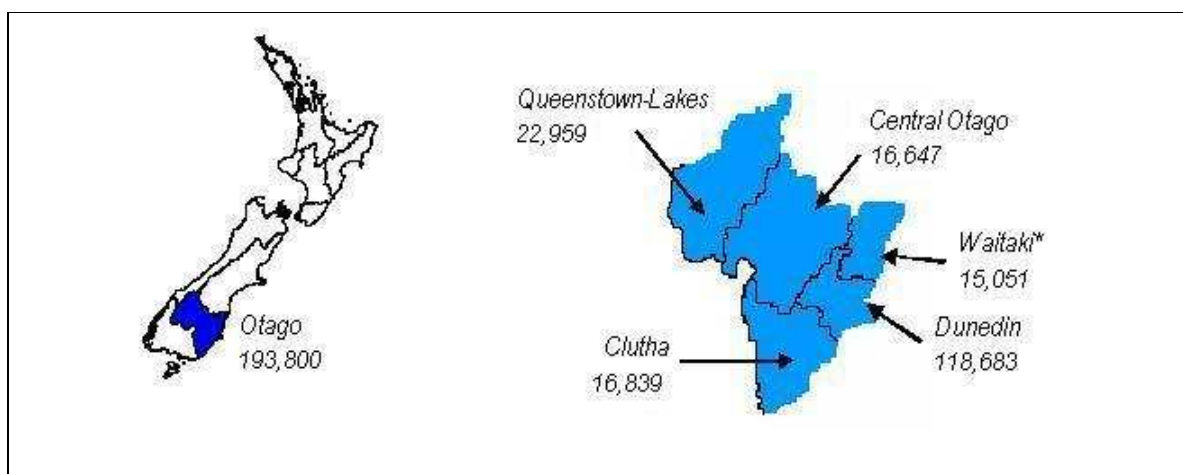 Otago
193,800
Queenstown-Lakes
22,959
Central Otago
16,647
Waitaki*
15,051
Dunedin
118,683
Clutha
16,839